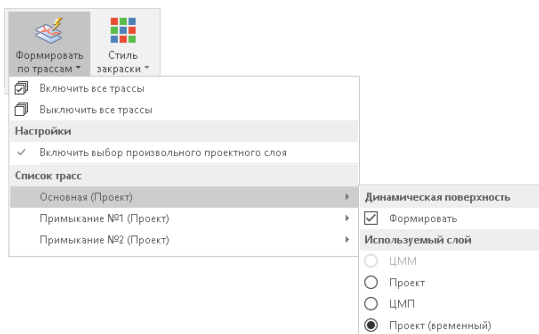 Формировать
по трассам
Стиль
закраски
Включить все трассы
Выключить все трассы
Настройки
Включить выбор произвольного проектного слоя
Список трасс
Основная (Проект)
Примыкание №1 (Проект)
Примыкание №2 (Проект)
Динамическая поверхность
Формировать
Используемый слой
ЦММ
Проект
ЦМП
Проект (временный)